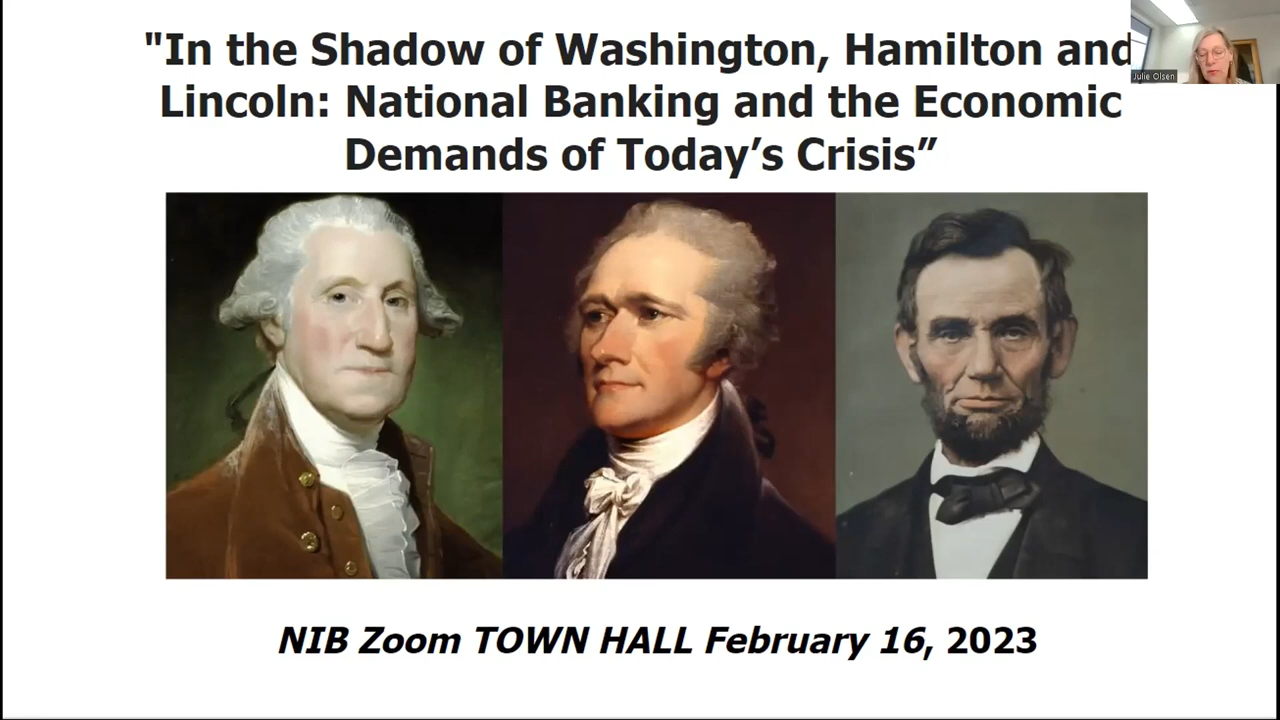 "In the Shadow of Washington, Hamilton and
Lincoln: National Banking and the Economic
Demands of Today’s Crisis”
Julie Olsen
NIB Zoom TOWN HALL February 16, 2023